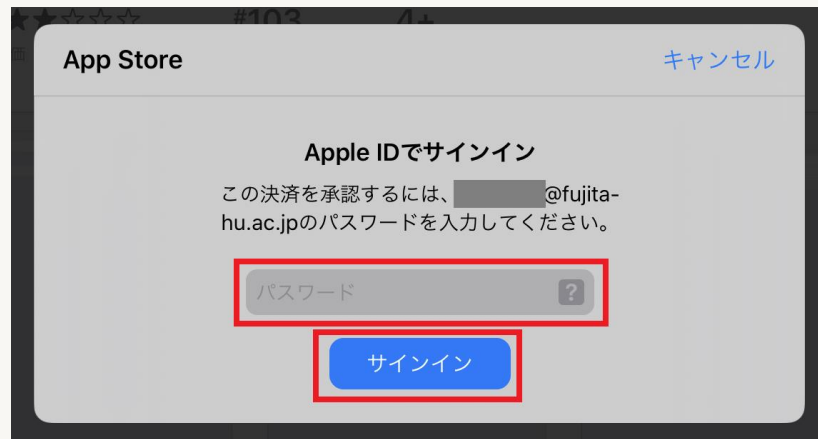 #103 4+
App Store キャンセル
Apple IDでサインイン
この決済を承認するには、 @fujita-
hu.ac.jpのパスワードを入力してください。
パスワード ?
サインイン